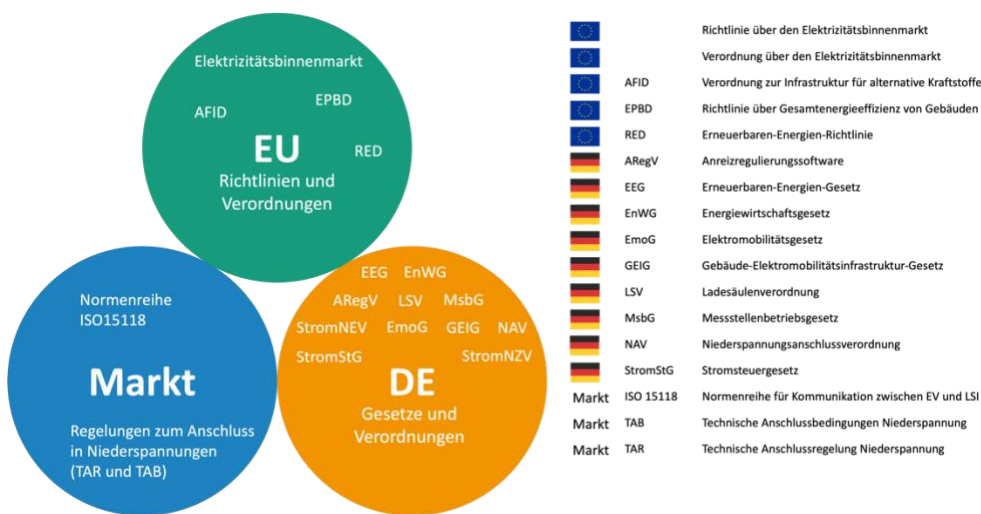 Elektrizitätsbinnenmarkt
EPBD
AFID
EU
RED
Richtlinien und
Verordnungen
Normenreihe
ISO15118
Markt
Regelungen zum Anschluss
in Niederspannungen
(TAR und TAB)
EEG EnWG
ARegV LSV MsbG
StromNEV EmoG GEIG NAV
StromStG StromNZV
DE
Gesetze und
Verordnungen
Richtlinie über den Elektrizitätsbinnenmarkt
Verordnung über den Elektrizitätsbinnenmarkt
AFID Verordnung zur Infrastruktur für alternative Kraftstoffe
EPBD Richtlinie über Gesamtenergieeffizienz von Gebäuden
RED Erneuerbaren-Energien-Richtlinie
ARegV Anreizregulierungssoftware
EEG Erneuerbaren-Energien-Gesetz
EnWG Energiewirtschaftsgesetz
EmoG Elektromobilitätsgesetz
GEIG Gebäude-Elektromobilitätsinfrastruktur-Gesetz
LSV Ladesäulenverordnung
MsbG Messstellenbetriebsgesetz
NAV Niederspannungsanschlussverordnung
StromStG Stromsteuergesetz
Markt ISO 15118 Normenreihe für Kommunikation zwischen EV und LSI
Markt TAB Technische Anschlussbedingungen Niederspannung
Markt TAR Technische Anschlussregelung Niederspannung